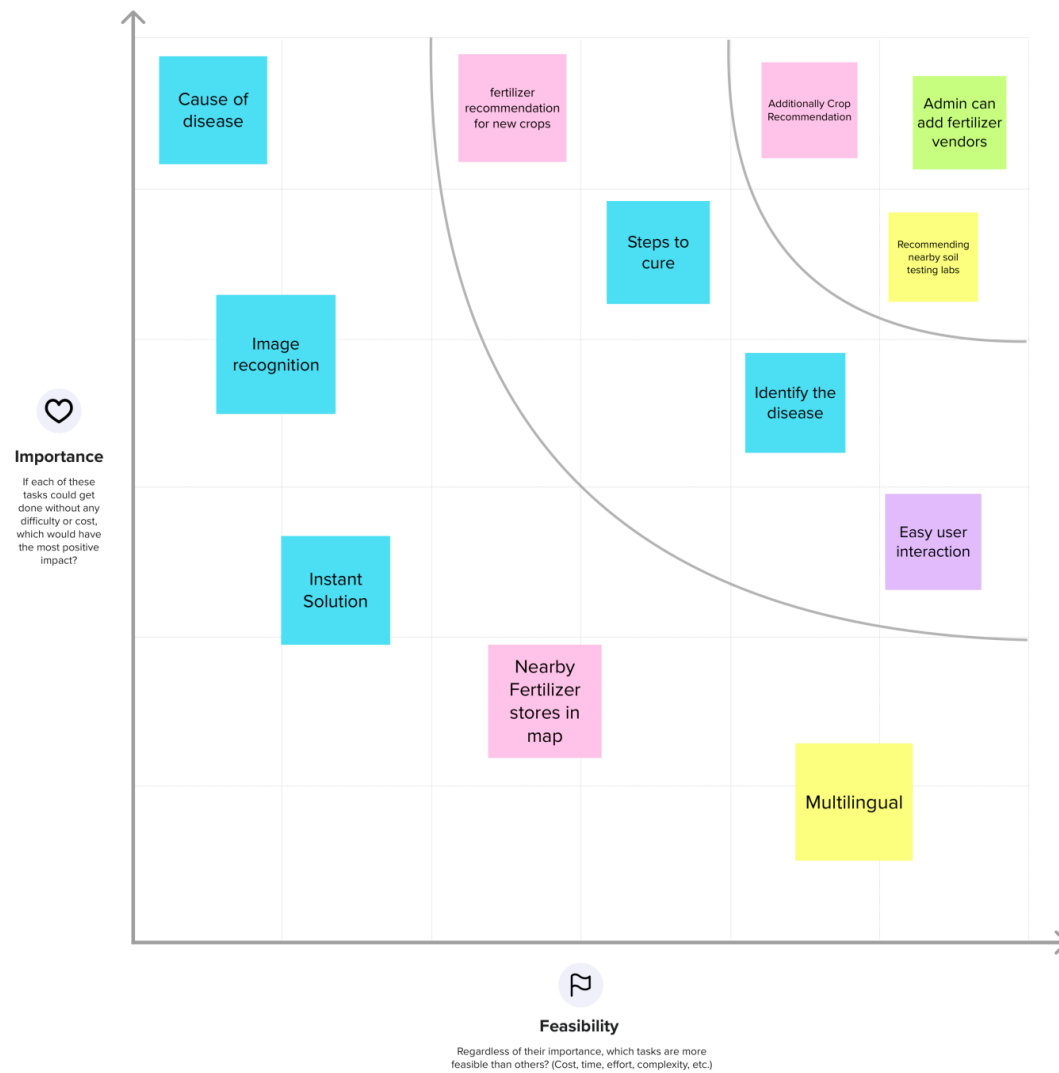 Cause of
disease
fertilizer
recommendation
for new crops
Additionally Crop
Recommendation
Admin can
add fertilizer
vendors
Steps to
cure
Recommending
nearby soil
testing labs
Image
recognition
Identify the
disease
Importance
If each of these
tasks could get
done without any
difficulty or cost,
which would have
the most positive
impact?
Easy user
interaction
Instant
Solution
Nearby
Fertilizer
stores in
map
Multilingual
Feasibility
Regardless of their importance, which tasks are more
feasible than others? (Cost, time, effort, complexity, etc.)